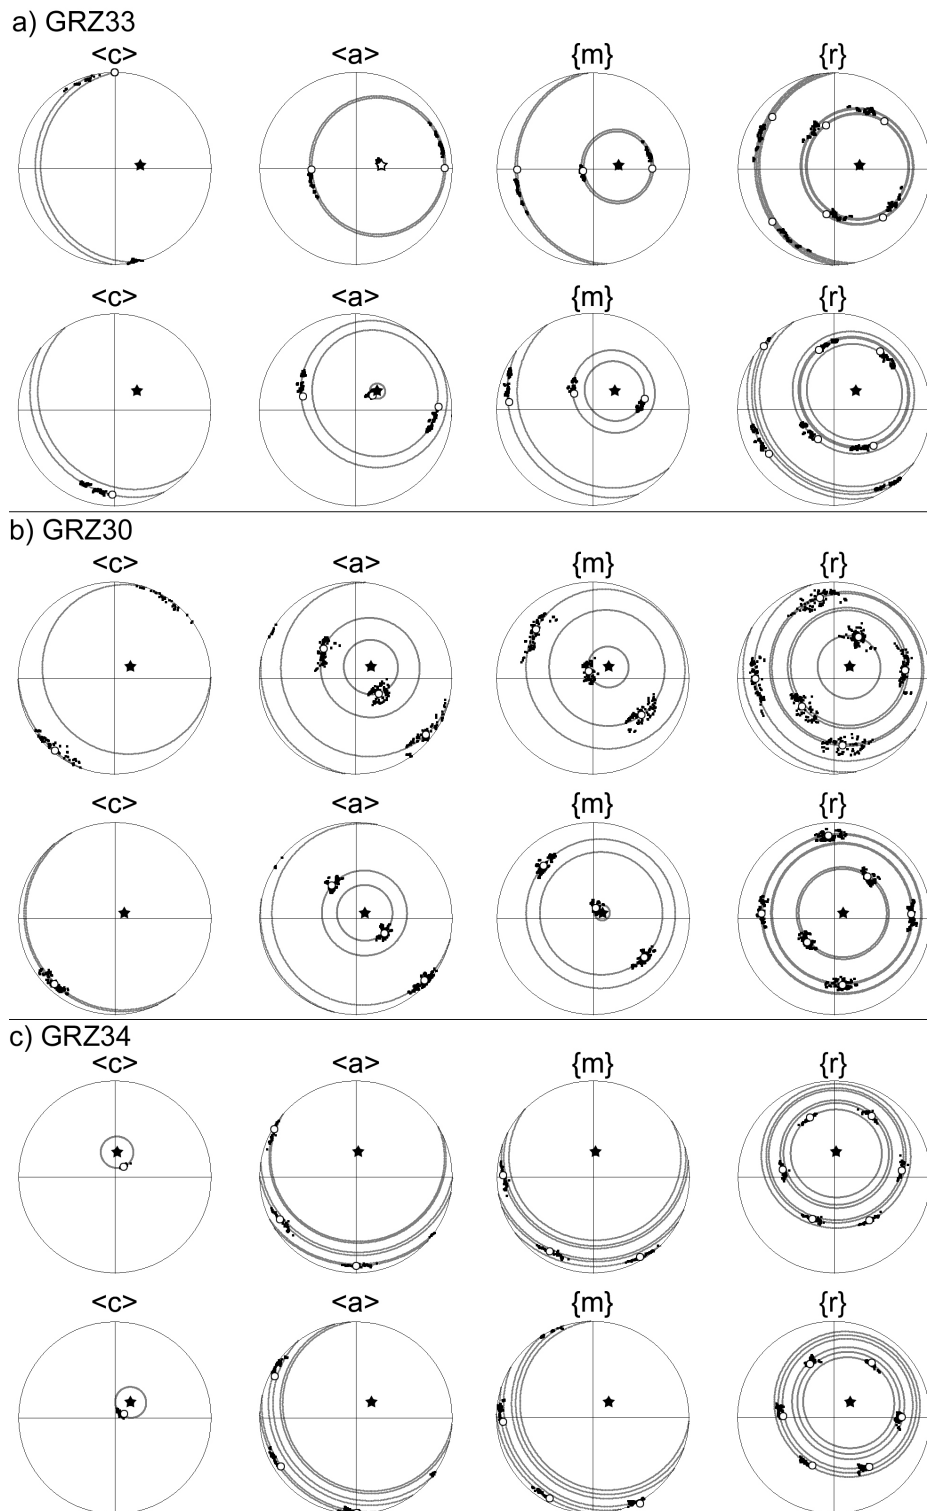 a) GRZ33
<c> <a> {m} {r}
<c> <a> {m} {r}
b) GRZ30
<c> <a> {m} {r}
<c> <a> {m} {r}
c) GRZ34
<c> <a> {m} {r}
<c> <a> {m} {r}